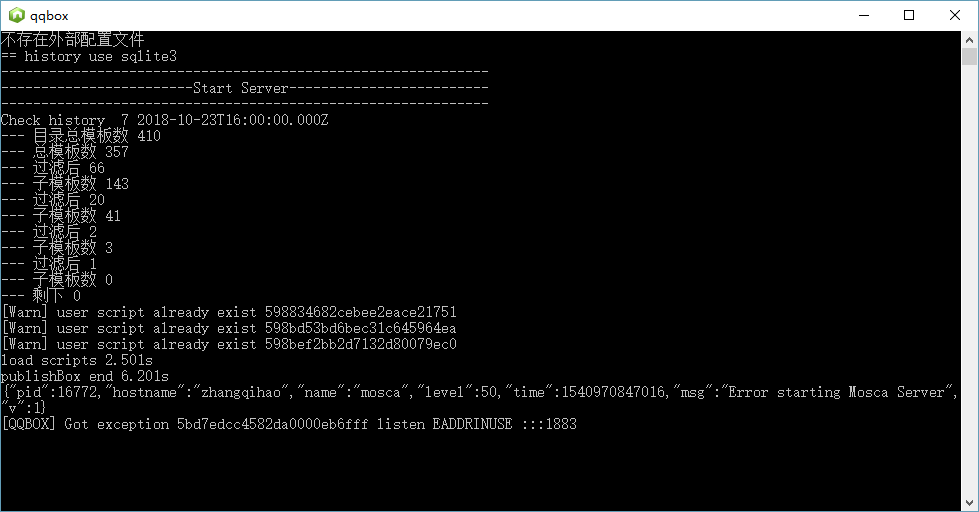 qqbox
不存在外部配置文件
== history use sqlite3
-------------------------------------------------------------
------------------------Start Server-------------------------
-------------------------------------------------------------
Check history  7 2018-10-23T16:00:00.000Z
--- 目录总模板数 410
--- 总模板数 357
--- 过滤后 66
--- 子模板数 143
--- 过滤后 20
--- 子模板数 41
--- 过滤后 2
--- 子模板数 3
--- 过滤后 1
--- 子模板数 0
--- 剩下 0
[Warn] user script already exist 598834682cebee2eace21751
[Warn] user script already exist 598bd53bd6bec31c645964ea
[Warn] user script already exist 598bef2bb2d7132d80079ec0
load scripts 2.501s
publishBox end 6.201s
{"pid":16772,"hostname":"zhangqihao","name":"mosca","level":50,"time":1540970847016,"msg":"Error starting Mosca Server",
"v":1}
[QQBOX] Got exception 5bd7edcc4582da0000eb6fff listen EADDRINUSE :::1883